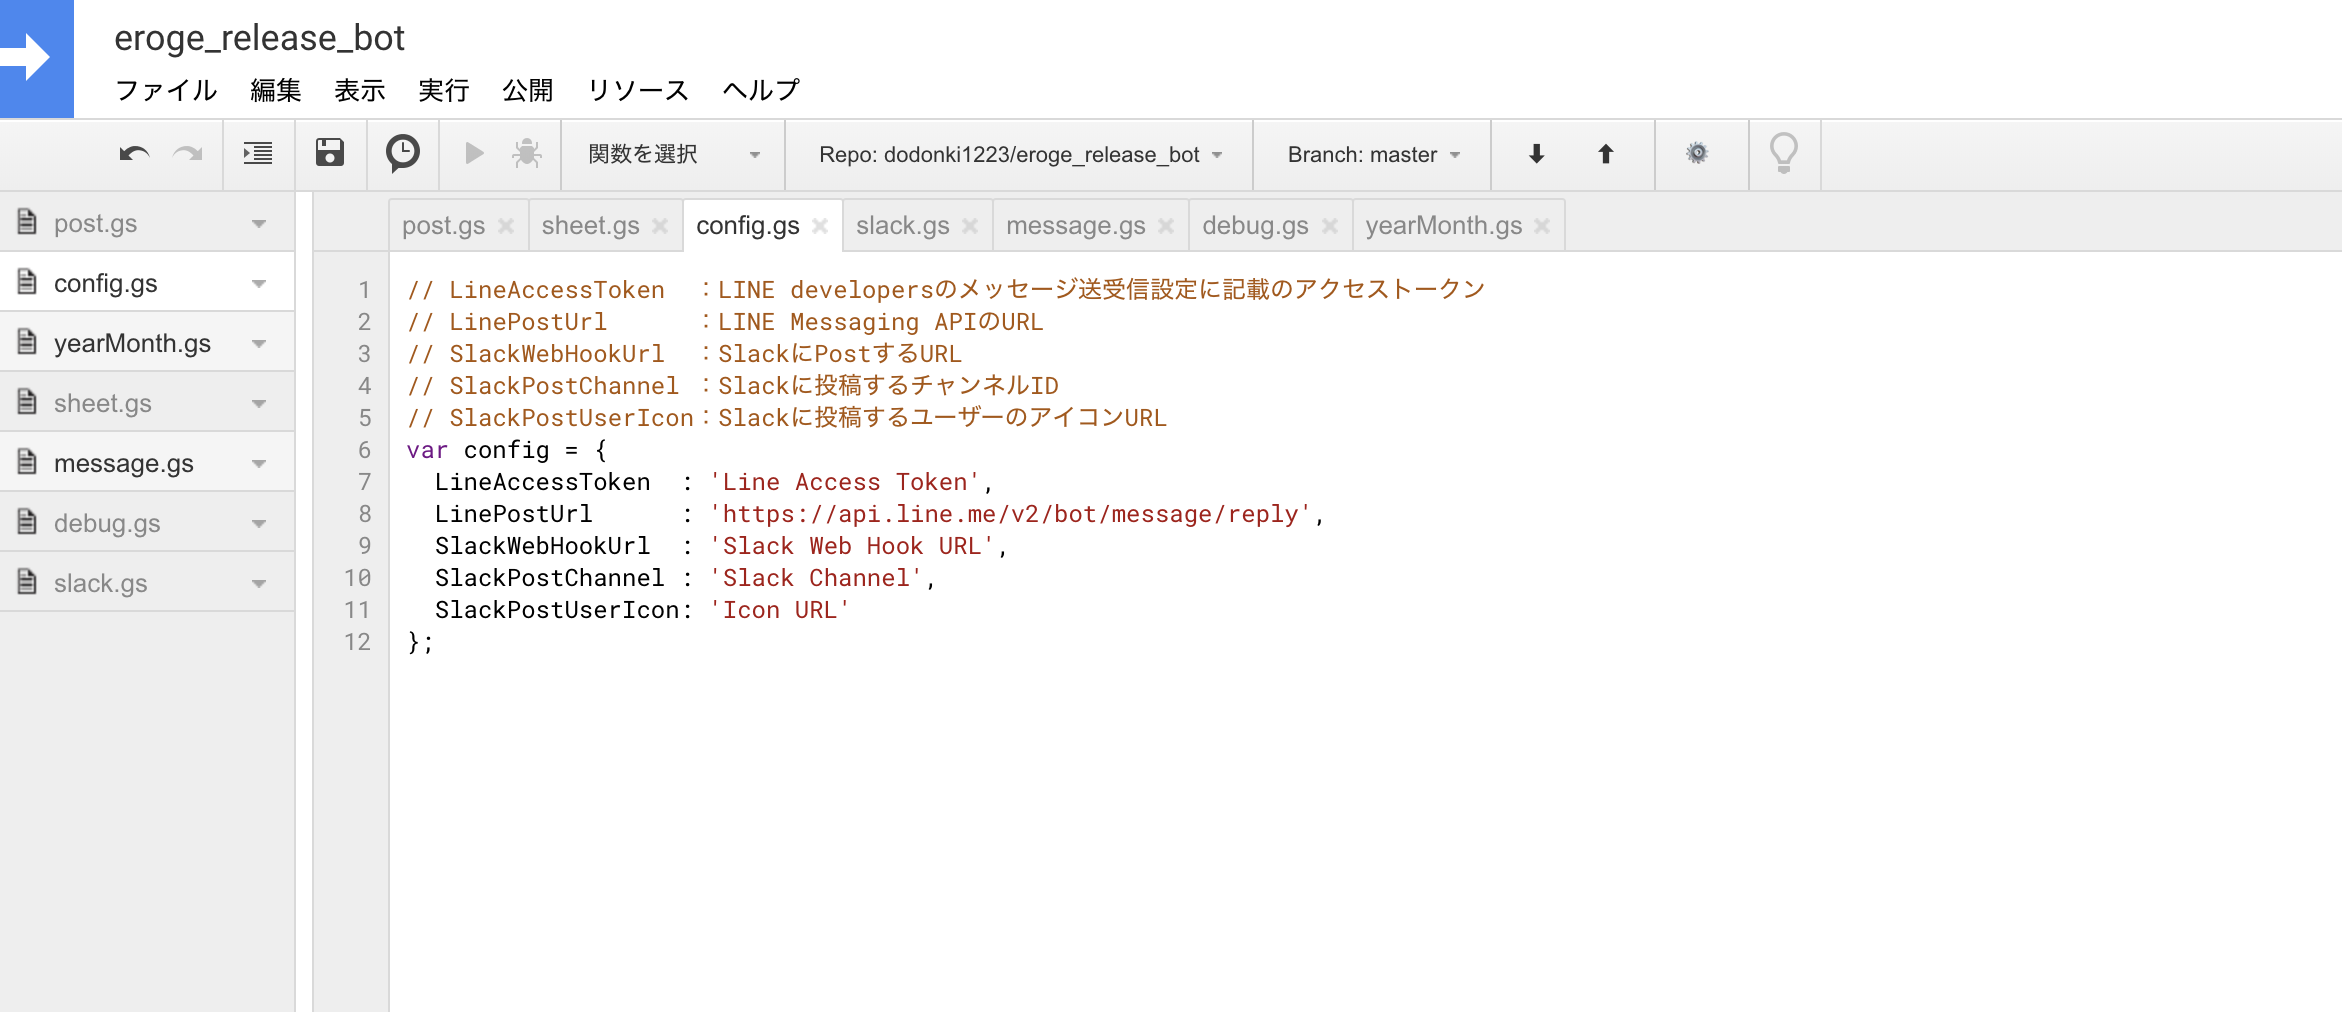 eroge_release_bot
ファイル 編集 表示 実行 公開 リソース ヘルプ
関数を選択 Repo: dodonki1223/eroge_release_bot Branch: master
post.gs
config.gs
yearMonth.gs
sheet.gs
message.gs
debug.gs
slack.gs
post.gs sheet.gs config.gs slack.gs message.gs debug.gs yearMonth.gs
1 // LineAccessToken ：LINE developersのメッセージ送受信設定に記載のアクセストークン
2 // LinePostUrl ：LINE Messaging APIのURL
3 // SlackWebHookUrl ：SlackにPostするURL
4 // SlackPostChannel ：Slackに投稿するチャンネルID
5 // SlackPostUserIcon：Slackに投稿するユーザーのアイコンURL
6 var config = {
7 LineAccessToken : 'Line Access Token',
8 LinePostUrl : 'https://api.line.me/v2/bot/message/reply',
9 SlackWebHookUrl : 'Slack Web Hook URL',
10 SlackPostChannel : 'Slack Channel',
11 SlackPostUserIcon: 'Icon URL'
12 };